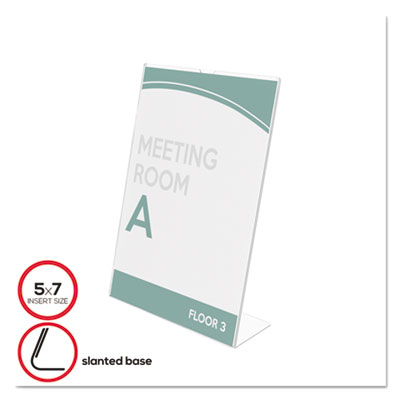 MEETING
ROOM
A
FLOOR 3
5x7
INSERT SIZE
slanted base